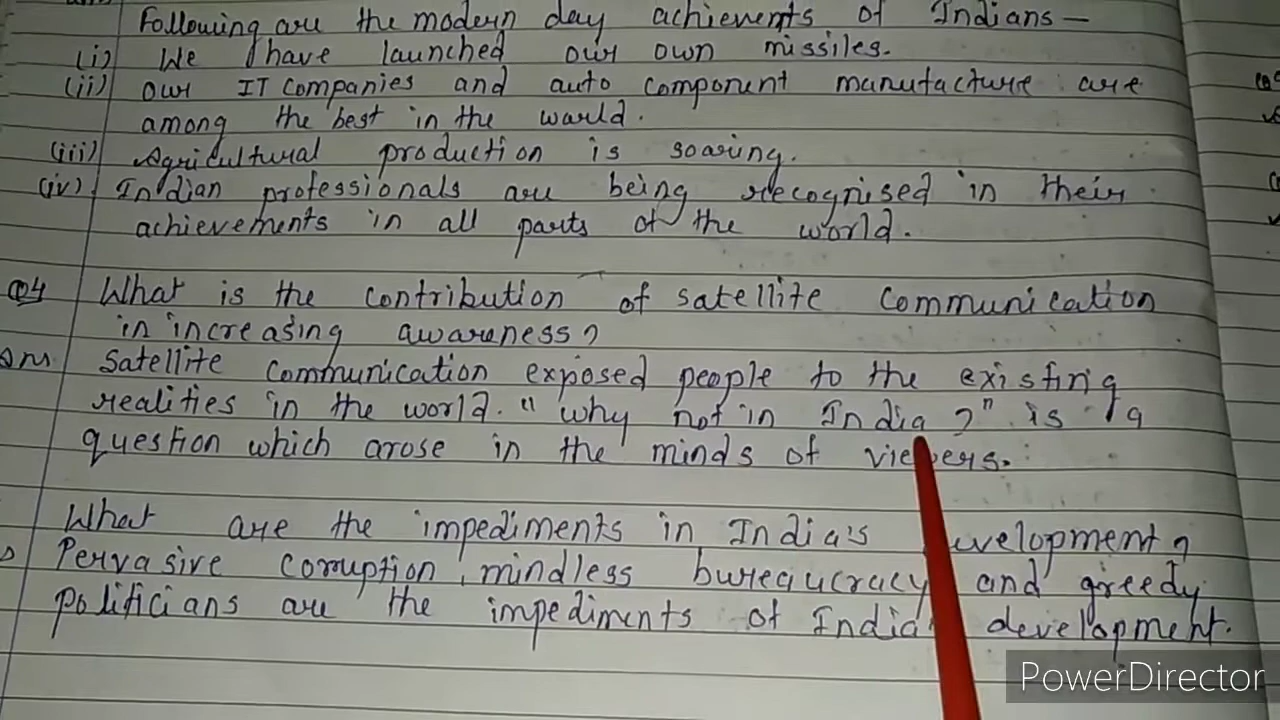 Following are the modern day achievents of Indians—
(i) We have launched our own missiles.
(ii) our IT companies and auto component manufacture are
among the best in the world.
(iii) Agricultural production is soaring.
(iv) Indian professionals are being recognised in their
achievements in all parts of the world.
Q4 What is the contribution of satellite communication
in increasing awareness?
Ans Satellite communication exposed people to the existing
realities in the world. "why not in India?" is a
question which arose in the minds of viewers.
What are the impediments in India's development?
Pervasive corruption, mindless bureaucracy and greedy
politicians are the impediments of India development.
PowerDirector